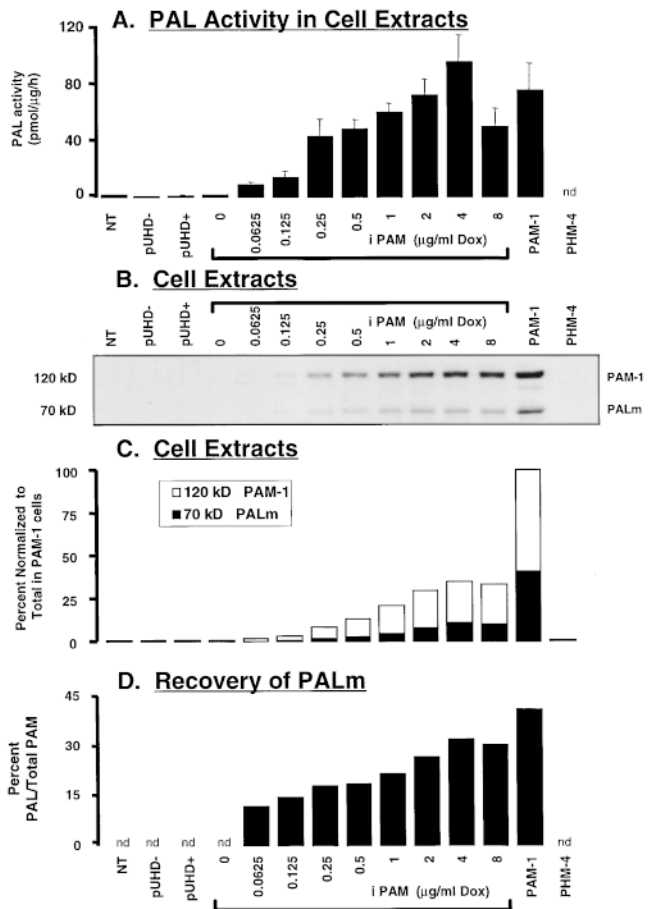 A. PAL Activity in Cell Extracts
PAL activity
(pmol/µg/h)
120
80
40
0
nd
NT
pUHD-
pUHD+
0
0.0625
0.125
0.25
0.5
1
2
4
8
PAM-1
PHM-4
i PAM (µg/ml Dox)
B. Cell Extracts
NT
pUHD-
pUHD+
0
0.0625
0.125
0.25
0.5
1
2
4
8
PAM-1
PHM-4
i PAM (µg/ml Dox)
120 kD
PAM-1
70 kD
PALm
C. Cell Extracts
Percent Normalized to
Total in PAM-1 cells
100
75
50
25
0
120 kD PAM-1
70 kD PALm
D. Recovery of PALm
Percent
PAL/Total PAM
45
30
15
0
nd
nd
nd
nd
nd
NT
pUHD-
pUHD+
0
0.0625
0.125
0.25
0.5
1
2
4
8
PAM-1
PHM-4
i PAM (µg/ml Dox)